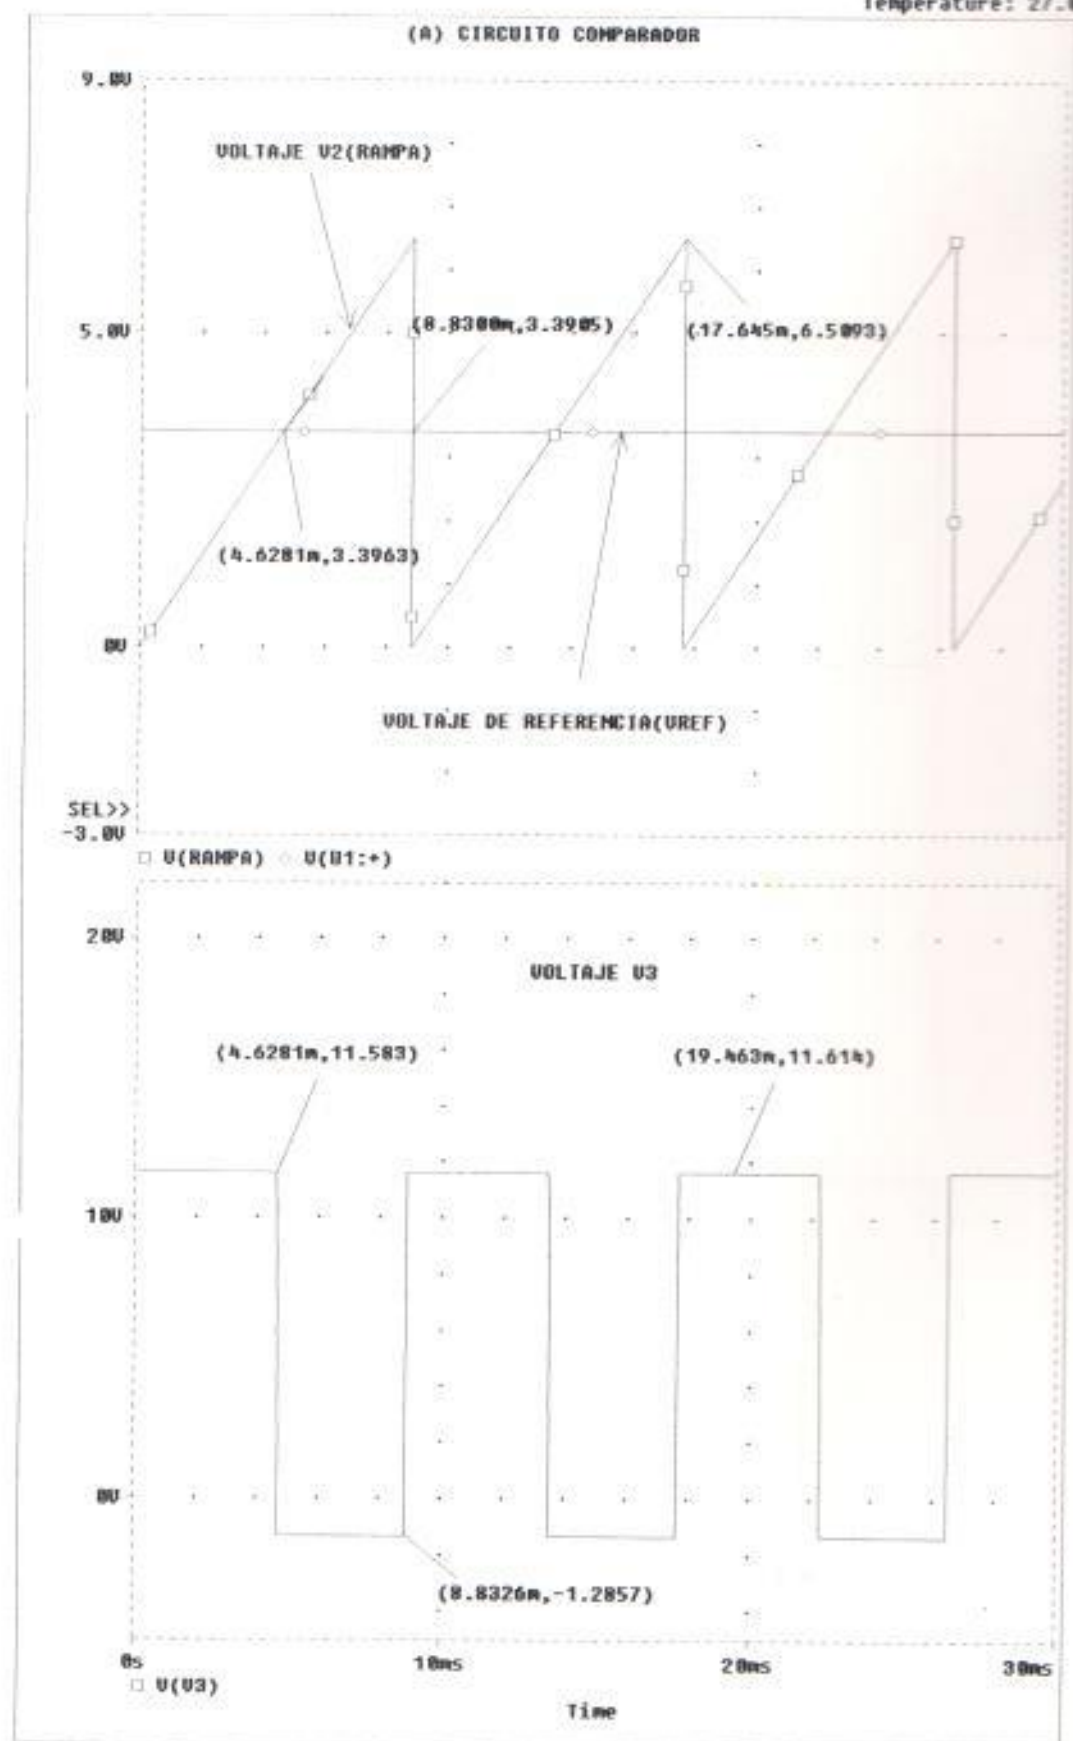 Temperature: 27.0
(A) CIRCUITO COMPARADOR
9.0V
VOLTAJE V2(RAMPA)
5.0V
(8.8300m,3.3905)
(17.645m,6.5093)
(4.6281m,3.3963)
0V
VOLTAJE DE REFERENCIA(VREF)
SEL>>
-3.0V
V(RAMPA) V(U1:+)
20V
VOLTAJE V3
(4.6281m,11.583)
(19.463m,11.614)
10V
0V
(8.8326m,-1.2857)
0s 10ms 20ms 30ms
V(V3)
Time